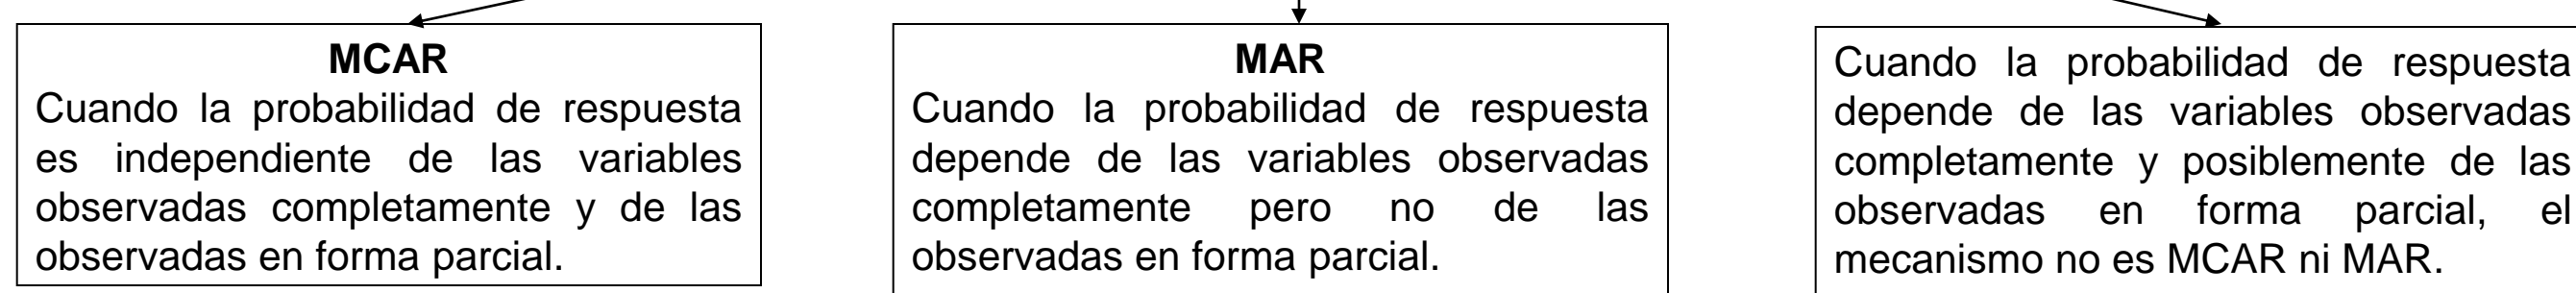 MCAR
Cuando la probabilidad de respuesta
es independiente de las variables
observadas completamente y de las
observadas en forma parcial.
MAR
Cuando la probabilidad de respuesta
depende de las variables observadas
completamente pero no de las
observadas en forma parcial.
Cuando la probabilidad de respuesta
depende de las variables observadas
completamente y posiblemente de las
observadas en forma parcial, el
mecanismo no es MCAR ni MAR.